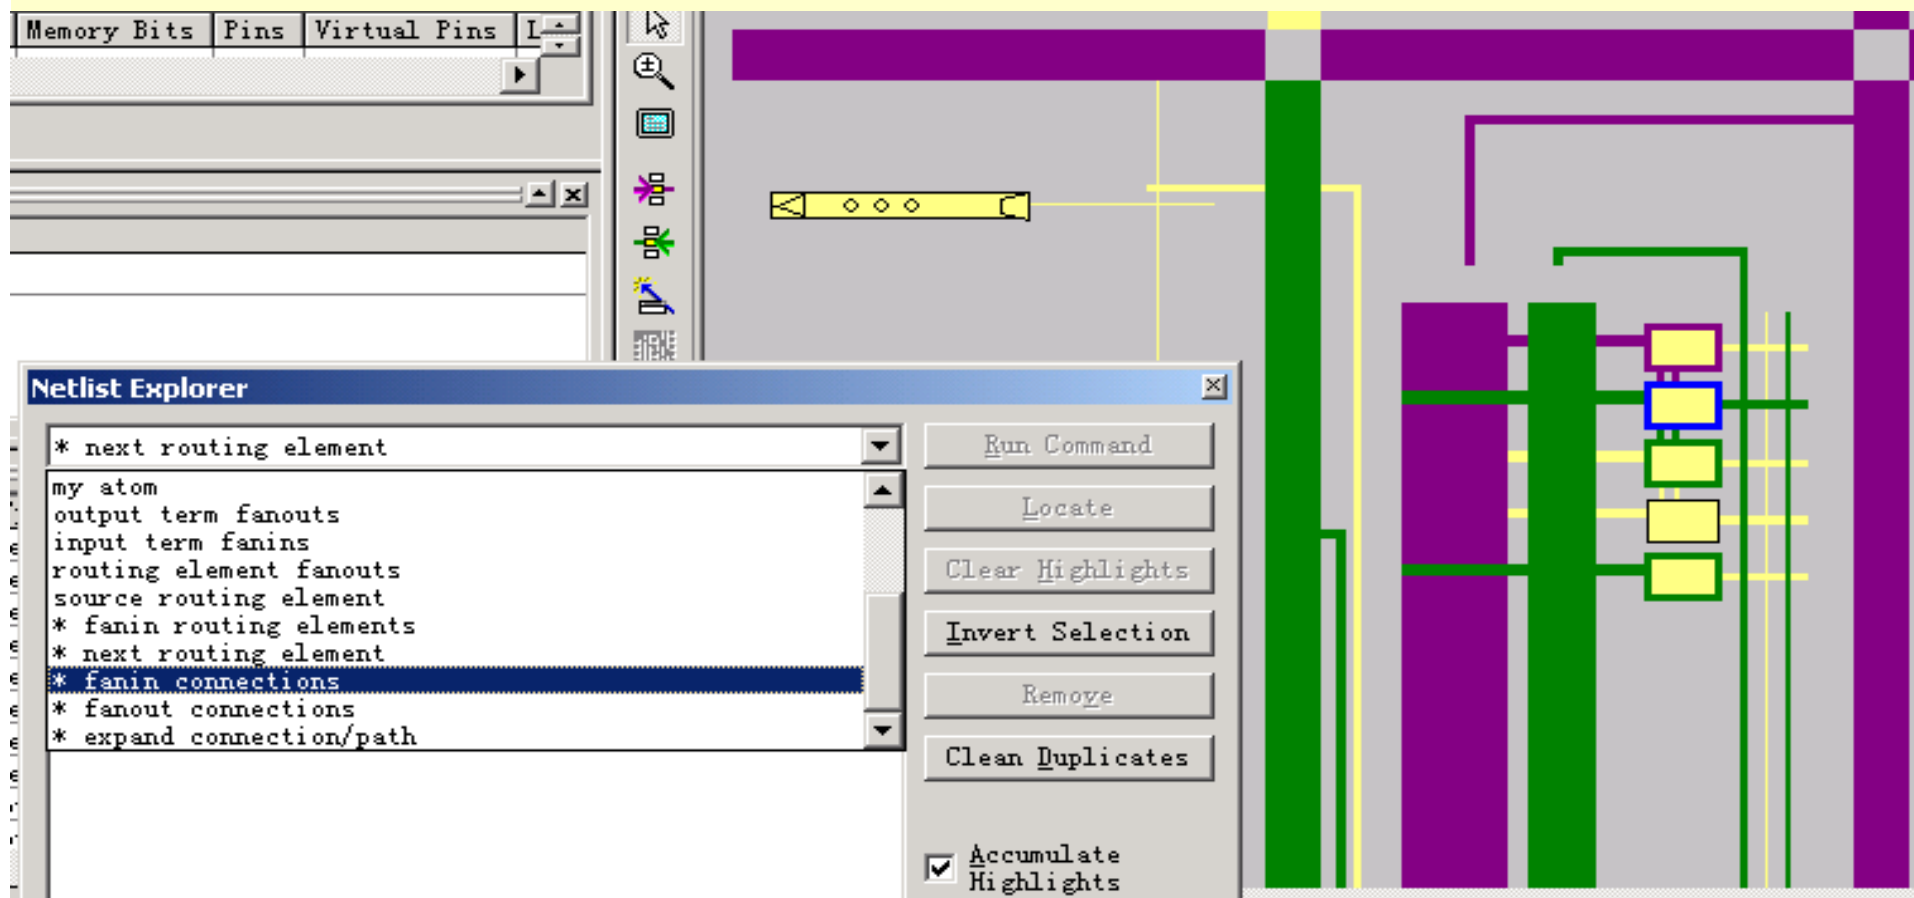 Memory Bits Pins Virtual Pins
Netlist Explorer
* next routing element
my atom
output term fanouts
input term fanins
routing element fanouts
source routing element
* fanin routing elements
* next routing element
* fanin connections
* fanout connections
* expand connection/path
Run Command
Locate
Clear Highlights
Invert Selection
Remove
Clean Duplicates
Accumulate
Highlights